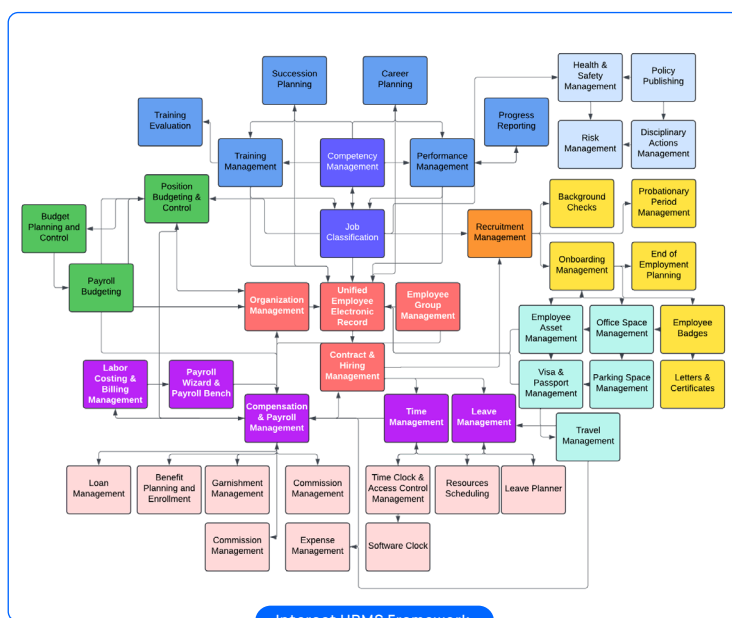 Succession
Planning
Career
Planning
Health &
Safety
Management
Policy
Publishing
Training
Evaluation
Progress
Reporting
Training
Management
Competency
Management
Performance
Management
Risk
Management
Disciplinary
Actions
Management
Position
Budgeting &
Control
Budget
Planning and
Control
Job
Classification
Recruitment
Management
Background
Checks
Probationary
Period
Management
Payroll
Budgeting
Onboarding
Management
End of
Employment
Planning
Organization
Management
Unified
Employee
Electronic
Record
Employee
Group
Management
Employee
Asset
Management
Office Space
Management
Employee
Badges
Contract &
Hiring
Management
Labor
Costing &
Billing
Management
Payroll
Wizard &
Payroll Bench
Visa &
Passport
Management
Parking Space
Management
Letters &
Certificates
Compensation
& Payroll
Management
Time
Management
Leave
Management
Travel
Management
Loan
Management
Benefit
Planning and
Enrollment
Garnishment
Management
Commission
Management
Time Clock &
Access Control
Management
Resources
Scheduling
Leave Planner
Commission
Management
Expense
Management
Software Clock